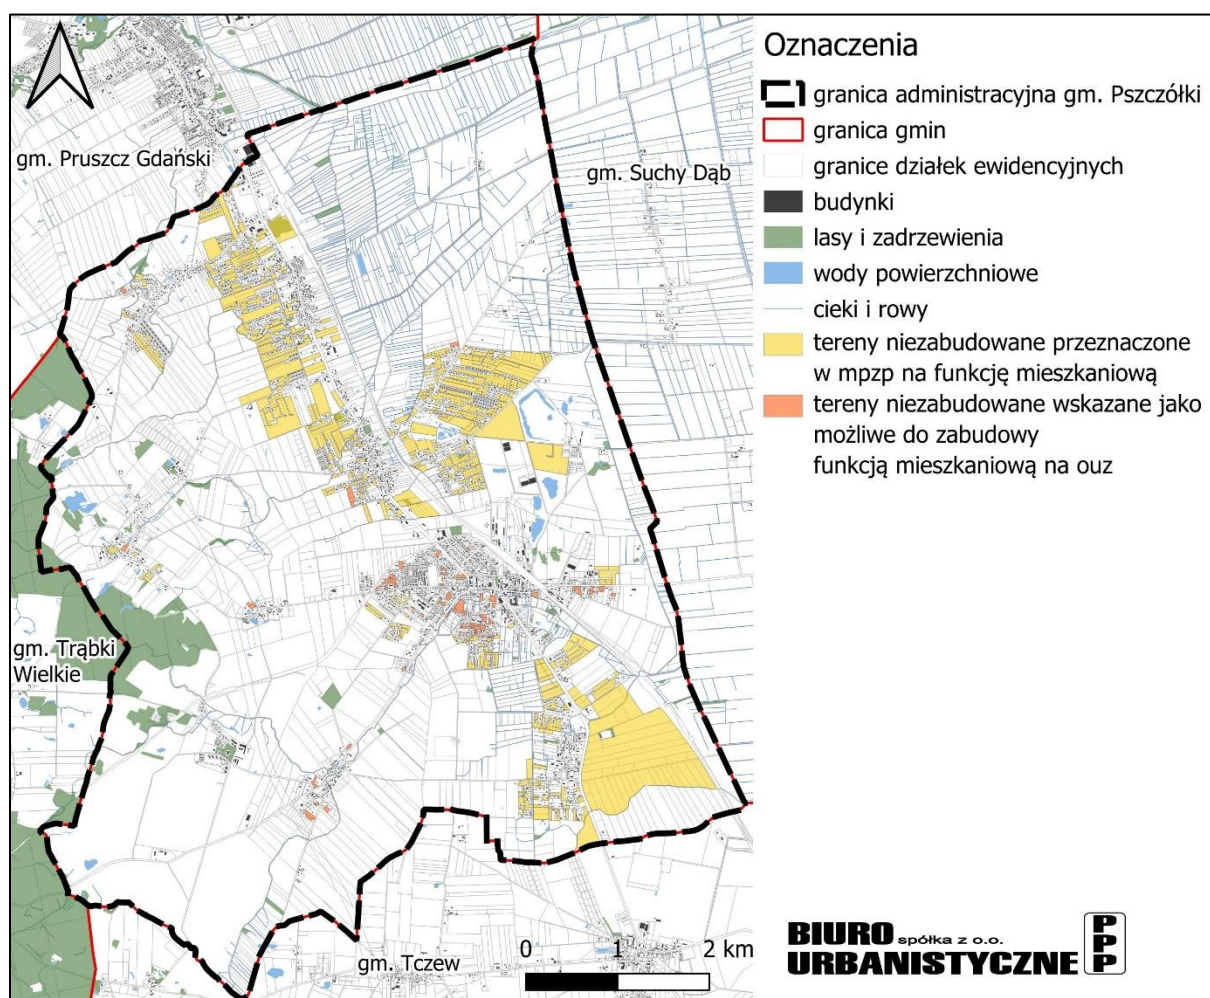 Oznaczenia
granica administracyjna gm. Pszczółki
granica gmin
granice działek ewidencyjnych
budynki
lasy i zadrzewienia
wody powierzchniowe
cieki i rowy
tereny niezabudowane przeznaczone
w mpzp na funkcję mieszkaniową
tereny niezabudowane wskazane jako
możliwe do zabudowy
funkcją mieszkaniową na ouz
gm. Pruszcz Gdański
gm. Suchy Dąb
gm. Trąbki
Wielkie
gm. Tczew
0 1 2 km
BIURO spółka z o.o.
URBANISTYCZNE
P
P
P